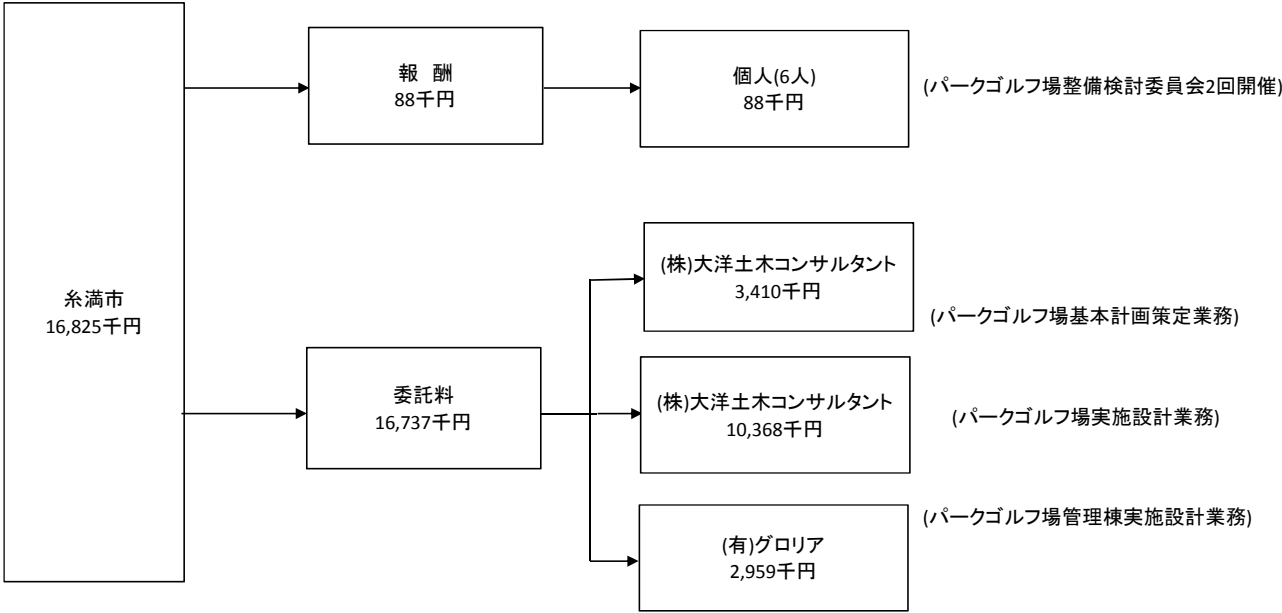 糸満市
16,825千円
報　酬
88千円
個人(6人)
88千円
(パークゴルフ場整備検討委員会2回開催)
委託料
16,737千円
(株)大洋土木コンサルタント
3,410千円
(パークゴルフ場基本計画策定業務)
(株)大洋土木コンサルタント
10,368千円
(パークゴルフ場実施設計業務)
(有)グロリア
2,959千円
(パークゴルフ場管理棟実施設計業務)